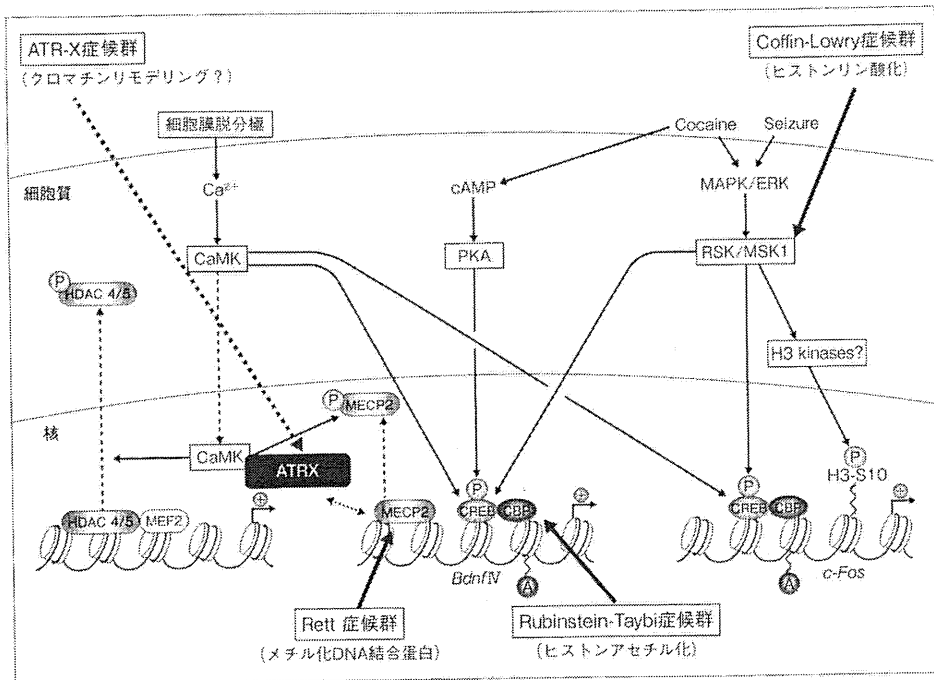 ATR-X症候群
(クロマチンリモデリング?)
Coffin-Lowry症候群
(ヒストンリン酸化)
細胞膜脱分極
Cocaine
Seizure
細胞質
Ca²⁺
cAMP
MAPK/ERK
CaMK
PKA
RSK/MSK1
P
HDAC 4/5
H3 kinases?
核
P
MECP2
CaMK
ATRX
P
H3-S10
HDAC 4/5
MEF2
⊕
MECP2
P
CREB
CBP
⊕
P
CREB
CBP
⊕
BdnfⅣ
A
A
c-Fos
Rett 症候群
(メチル化DNA結合蛋白)
Rubinstein-Taybi症候群
(ヒストンアセチル化)